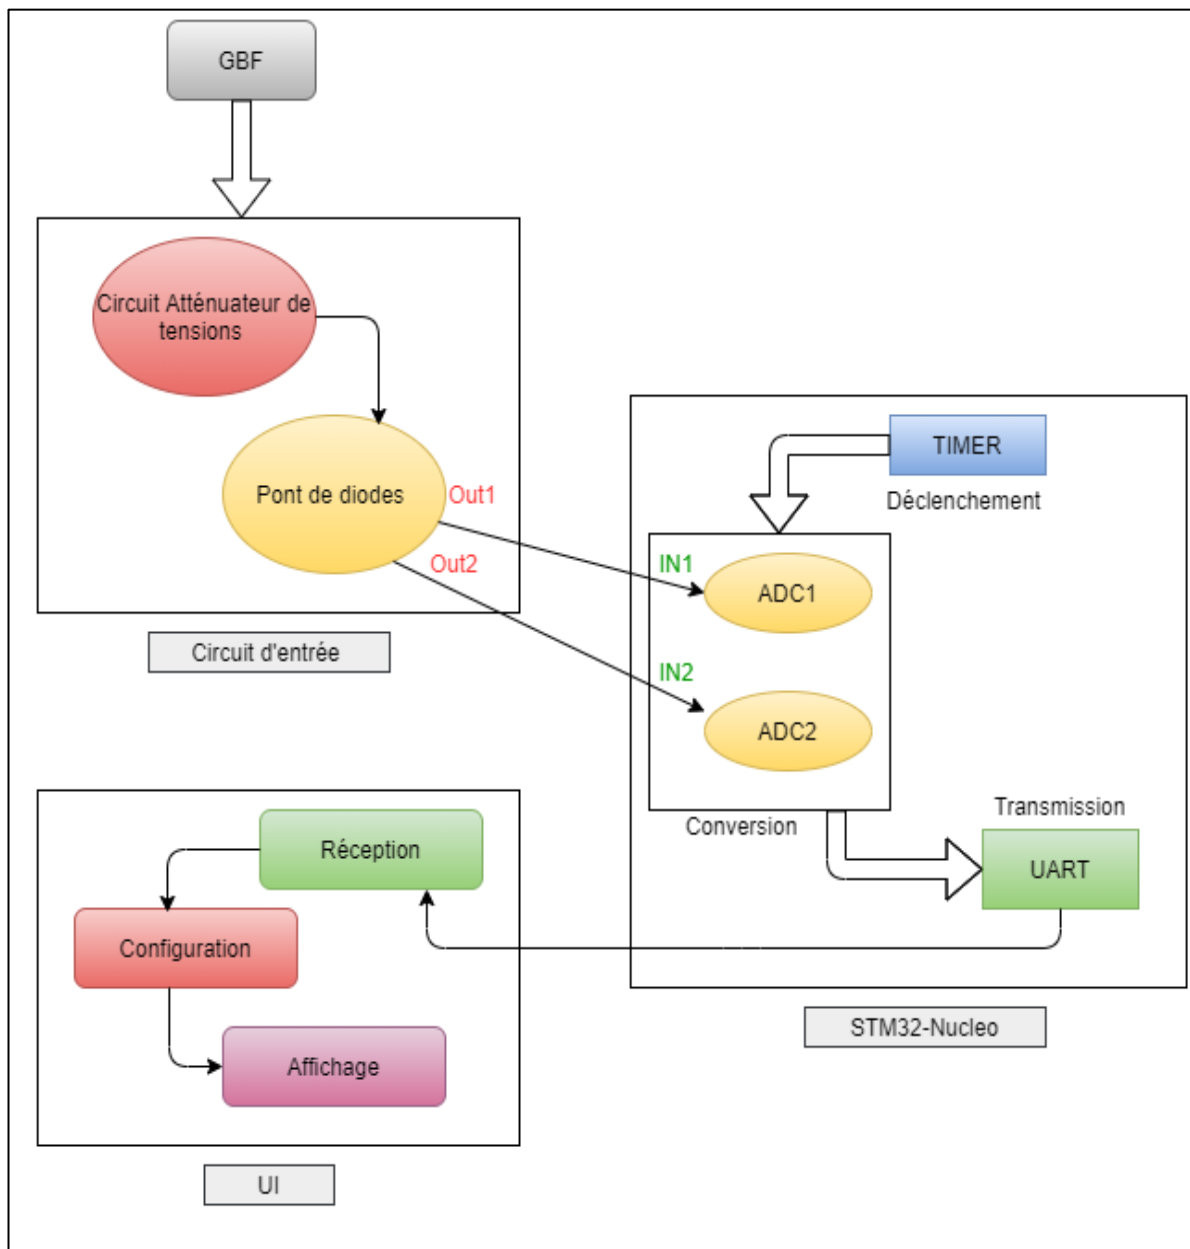 GBF
Circuit Atténuateur de
tensions
Pont de diodes
Out1
Out2
Circuit d'entrée
TIMER
Déclenchement
IN1
ADC1
IN2
ADC2
Conversion
Transmission
UART
STM32-Nucleo
Réception
Configuration
Affichage
UI